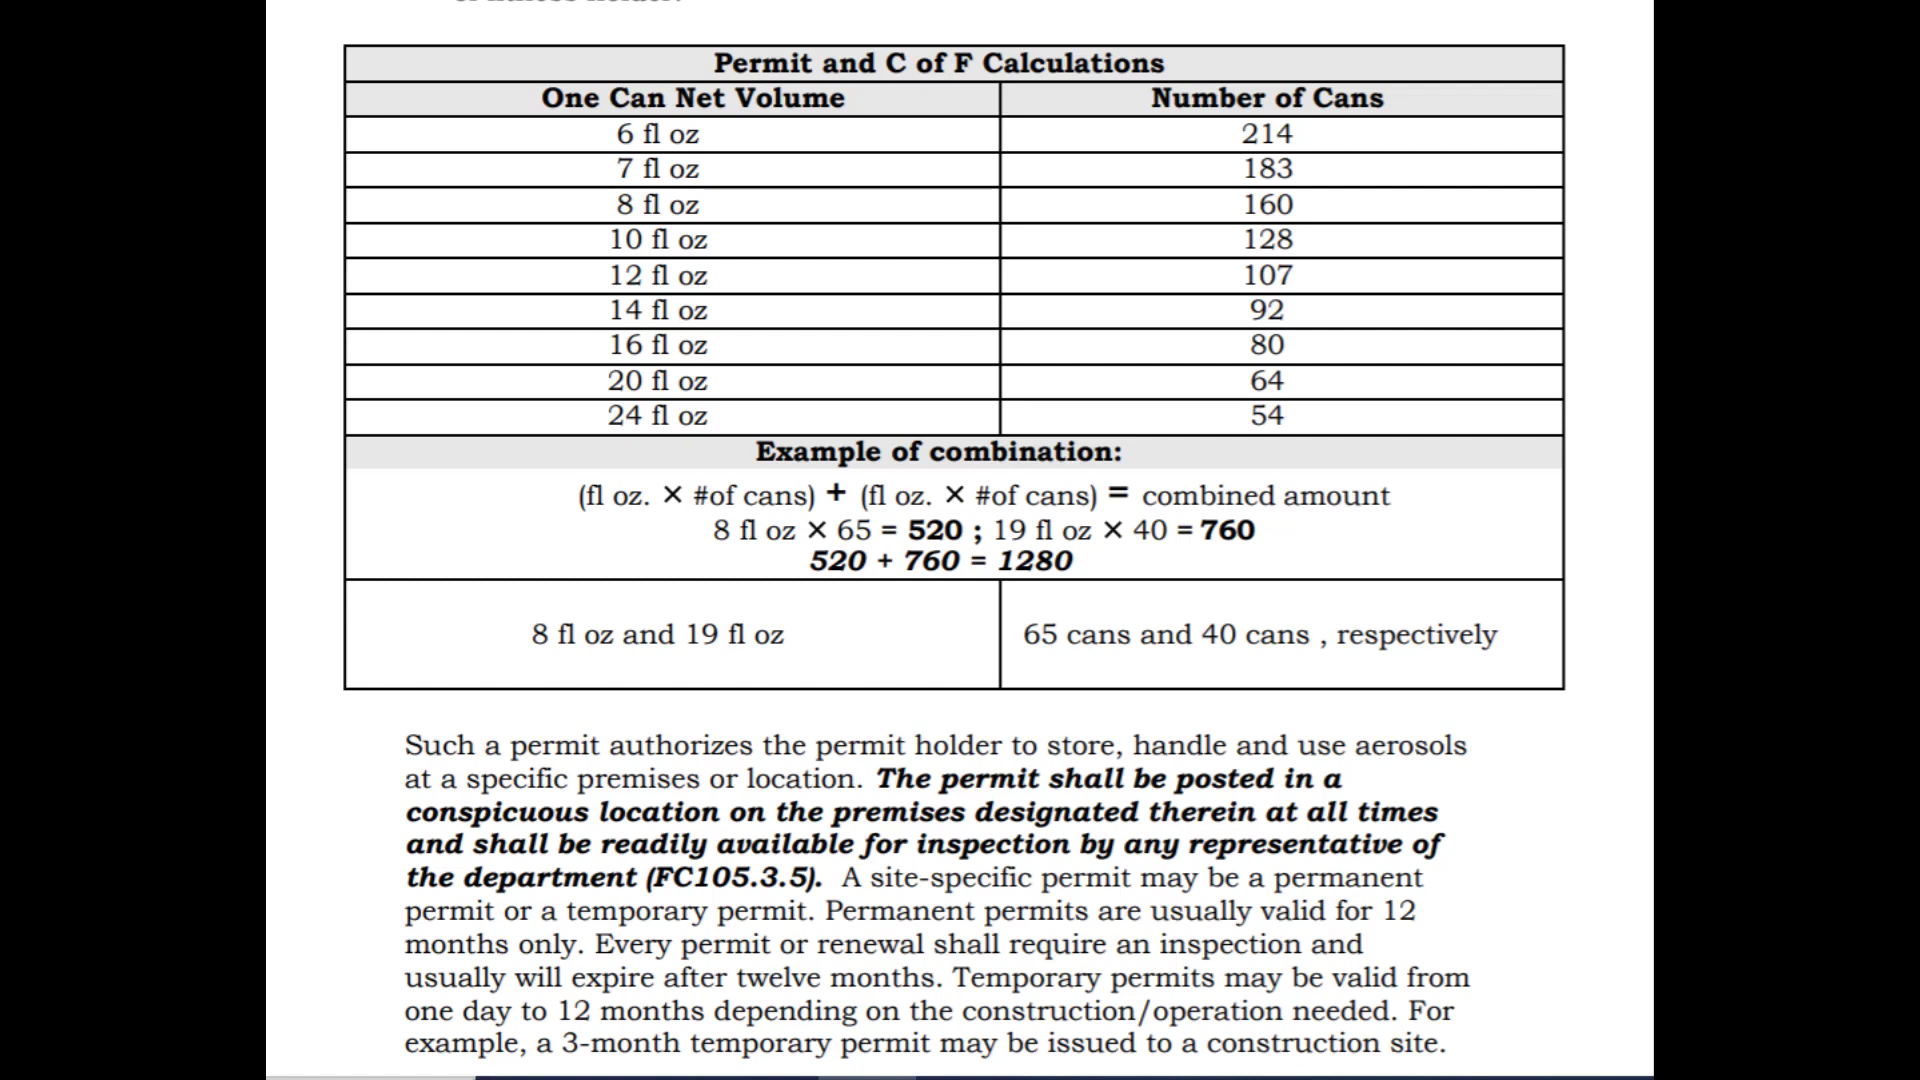 Permit and C of F Calculations
One Can Net Volume Number of Cans
6 fl oz 214
7 fl oz 183
8 fl oz 160
10 fl oz 128
12 fl oz 107
14 fl oz 92
16 fl oz 80
20 fl oz 64
24 fl oz 54
Example of combination:
(fl oz. × #of cans) + (fl oz. × #of cans) = combined amount
8 fl oz × 65 = 520 ; 19 fl oz × 40 = 760
520 + 760 = 1280
8 fl oz and 19 fl oz 65 cans and 40 cans , respectively
Such a permit authorizes the permit holder to store, handle and use aerosols
at a specific premises or location. The permit shall be posted in a
conspicuous location on the premises designated therein at all times
and shall be readily available for inspection by any representative of
the department (FC105.3.5). A site-specific permit may be a permanent
permit or a temporary permit. Permanent permits are usually valid for 12
months only. Every permit or renewal shall require an inspection and
usually will expire after twelve months. Temporary permits may be valid from
one day to 12 months depending on the construction/operation needed. For
example, a 3-month temporary permit may be issued to a construction site.